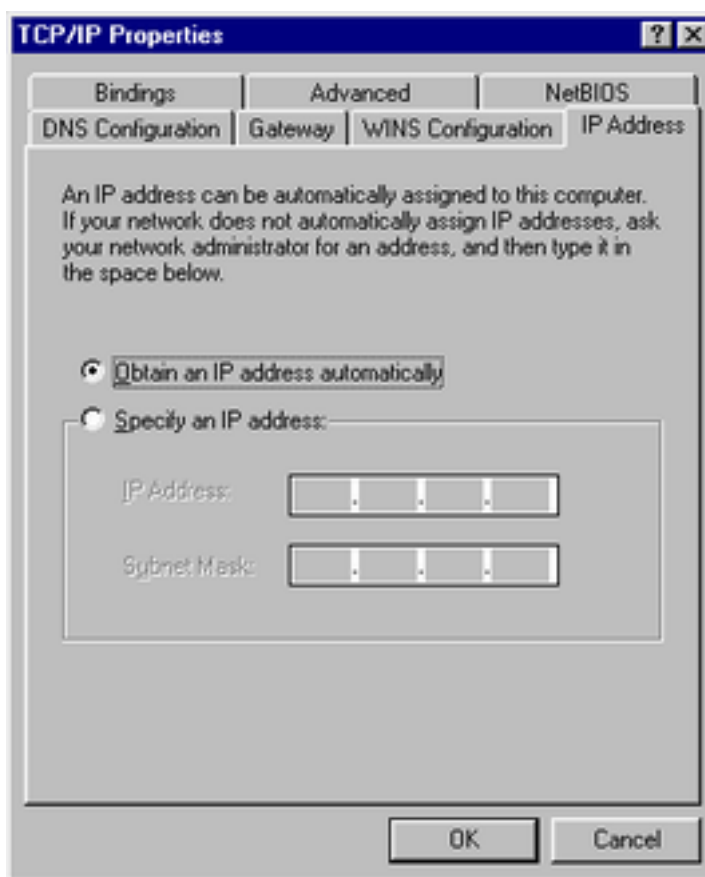 TCP/IP Properties
Bindings
Advanced
NetBIOS
DNS Configuration
Gateway
WINS Configuration
IP Address
An IP address can be automatically assigned to this computer.
If your network does not automatically assign IP addresses, ask
your network administrator for an address, and then type it in
the space below.
Obtain an IP address automatically
Specify an IP address:
IP Address:
. . .
Subnet Mask:
. . .
OK
Cancel